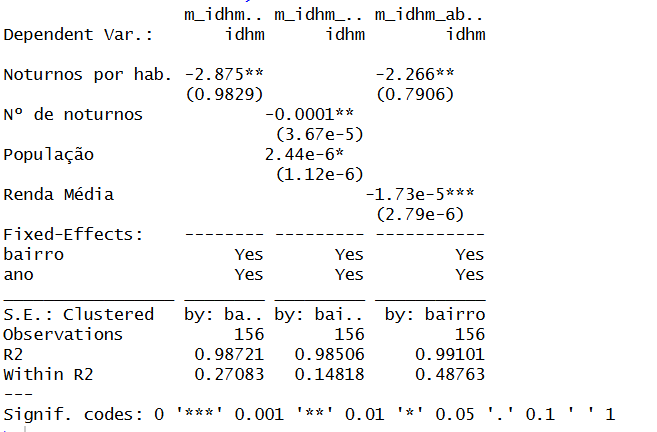 m_idhm.. m_idhm_.. m_idhm_ab..
Dependent Var.: idhm idhm idhm
Noturnos por hab. -2.875** -2.266**
(0.9829) (0.7906)
Nº de noturnos -0.0001**
(3.67e-5)
População 2.44e-6*
(1.12e-6)
Renda Média -1.73e-5***
(2.79e-6)
Fixed-Effects: -------- --------- -----------
bairro Yes Yes Yes
ano Yes Yes Yes
_________________ ________ _________ ___________
S.E.: Clustered by: ba.. by: bai.. by: bairro
Observations 156 156 156
R2 0.98721 0.98506 0.99101
Within R2 0.27083 0.14818 0.48763
---
Signif. codes: 0 '***' 0.001 '**' 0.01 '*' 0.05 '.' 0.1 ' ' 1